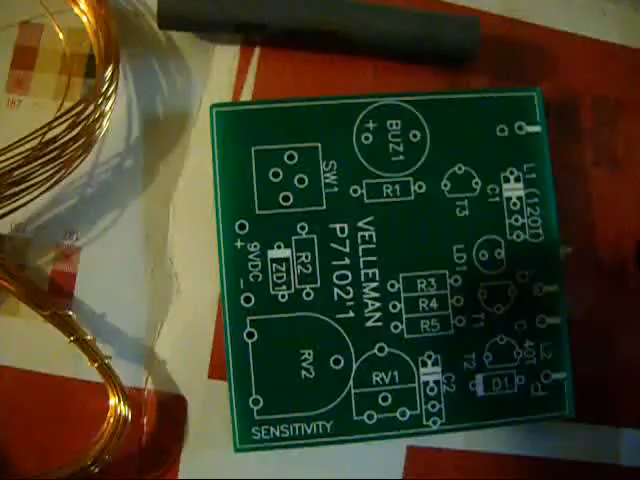 BUZ1
+
a
SW1
R1
T3
C1
L1 (120T)
+
9VDC
-
ZD1
R2
VELLEMAN
P7102'1
LD1
R3
R4
R5
T1
b
C
40T
L2
T2
D1
d
RV2
RV1
C2
SENSITIVITY
187